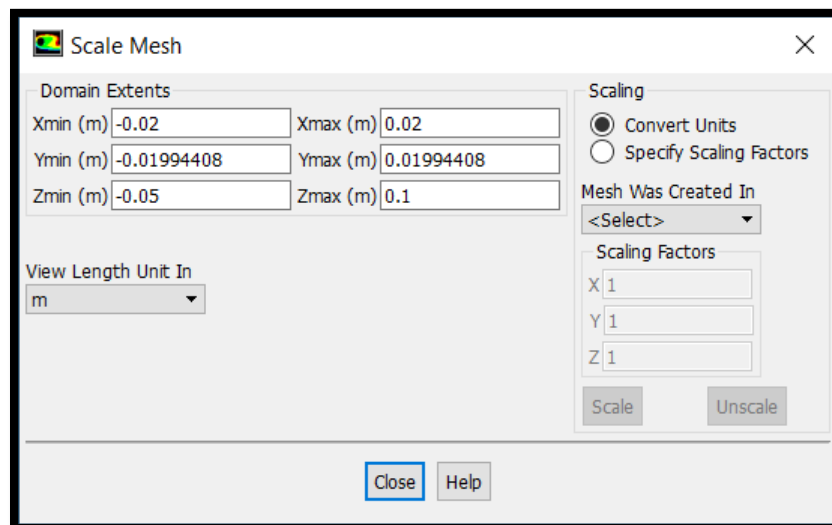 Scale Mesh
Domain Extents
Xmin (m) -0.02 Xmax (m) 0.02
Ymin (m) -0.01994408 Ymax (m) 0.01994408
Zmin (m) -0.05 Zmax (m) 0.1
View Length Unit In
m
Scaling
Convert Units
Specify Scaling Factors
Mesh Was Created In
<Select>
Scaling Factors
X 1
Y 1
Z 1
Scale Unscale
Close Help